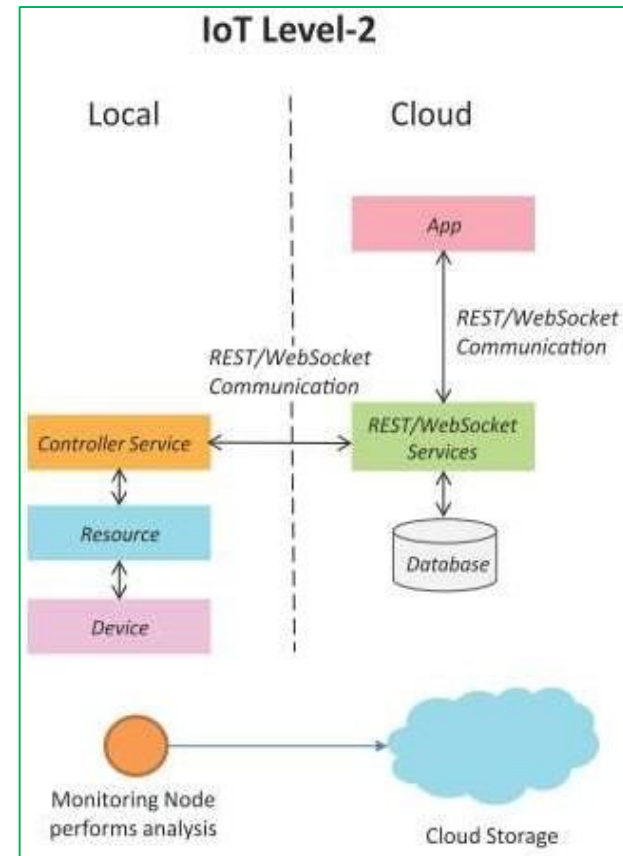 IoT Level-2
Local
Cloud
App
REST/WebSocket
Communication
REST/WebSocket
Communication
Controller Service
REST/WebSocket
Services
Resource
Database
Device
Monitoring Node
performs analysis
Cloud Storage